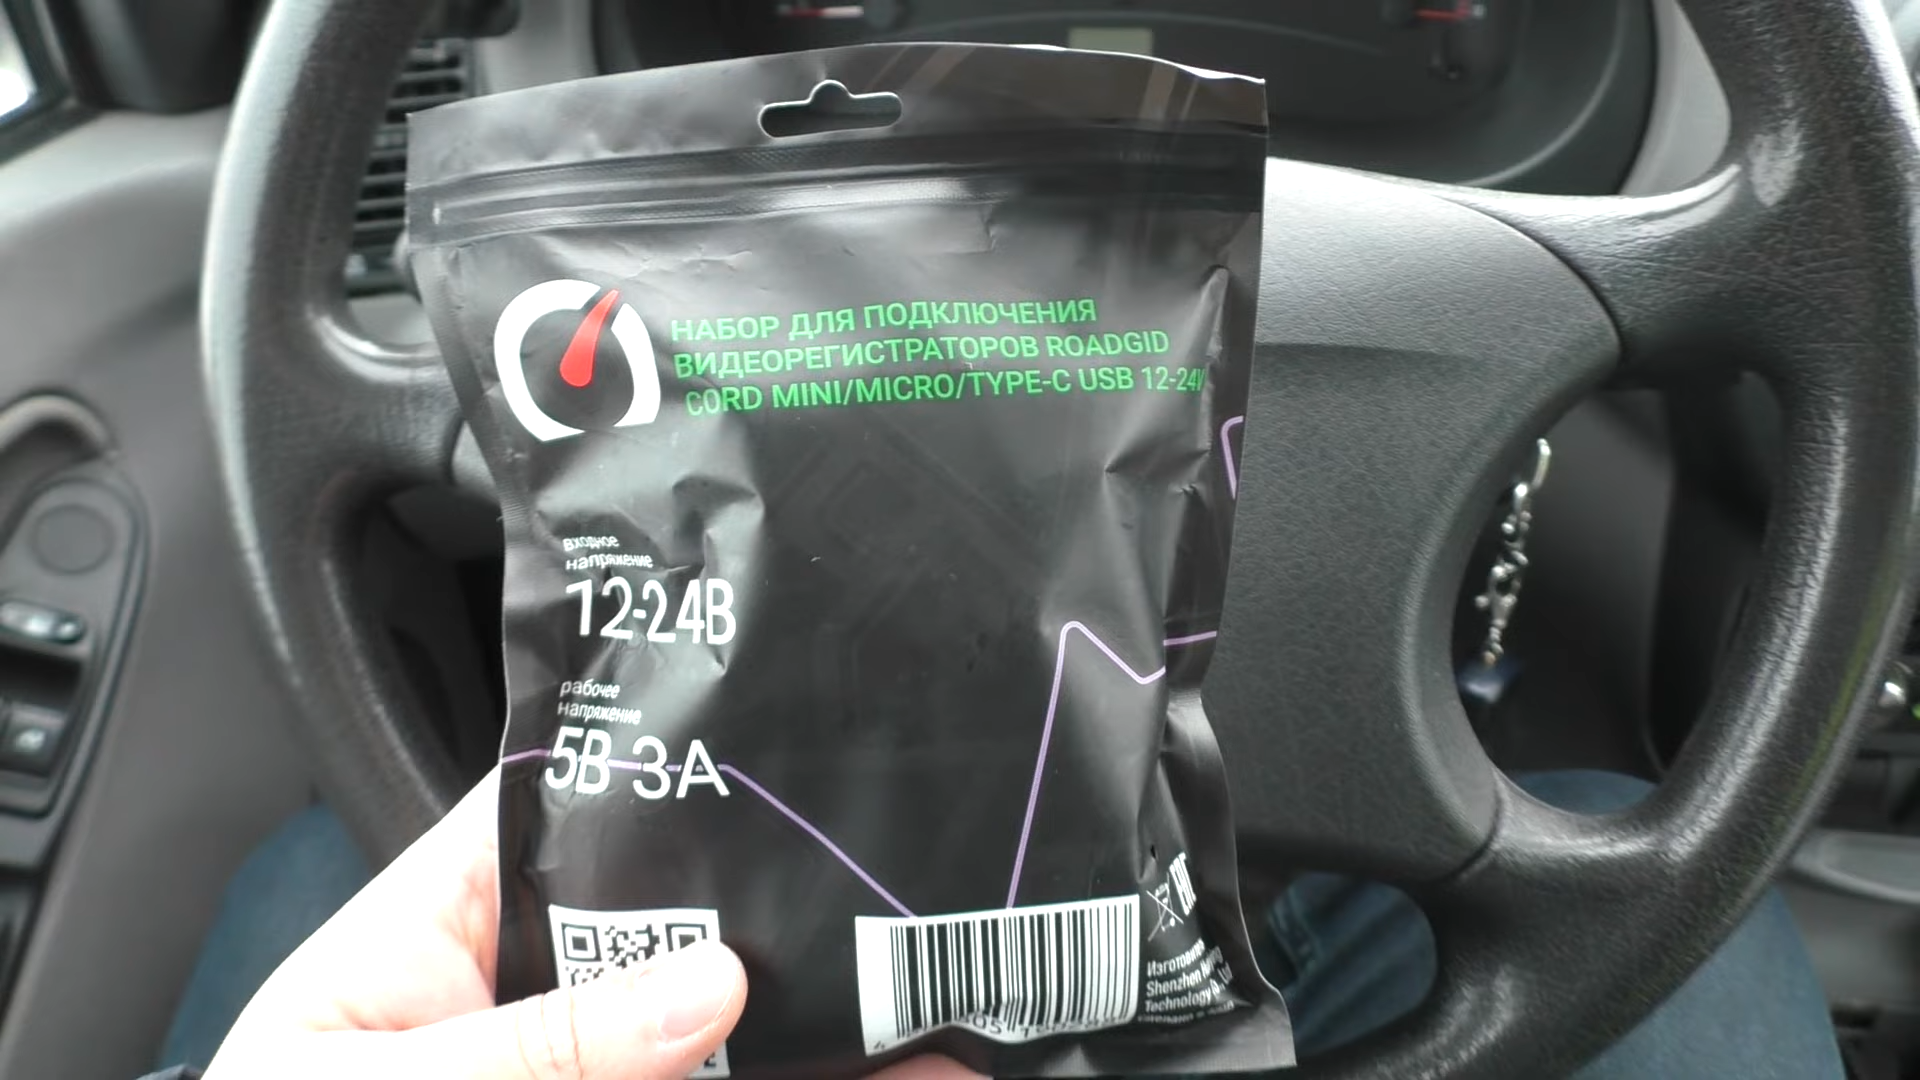 НАБОР ДЛЯ ПОДКЛЮЧЕНИЯ
ВИДЕОРЕГИСТРАТОРОВ ROADGID
CORD MINI/MICRO/TYPE-C USB 12-24V
входное
напряжение
12-24В
рабочее
напряжение
5В 3А
EAC
Изготовитель
Shenzhen
Technology